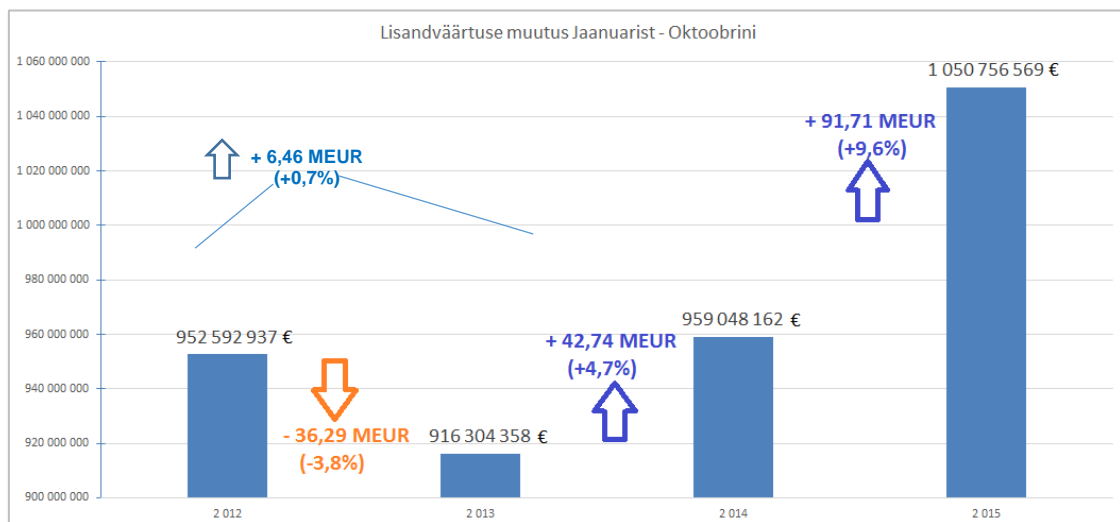 Lisandväärtuse muutus Jaanuarist - Oktoobrini
1 060 000 000
1 040 000 000
1 020 000 000
1 000 000 000
980 000 000
960 000 000
940 000 000
920 000 000
900 000 000
+ 6,46 MEUR
(+0,7%)
952 592 937 €
- 36,29 MEUR
(-3,8%)
916 304 358 €
+ 42,74 MEUR
(+4,7%)
959 048 162 €
+ 91,71 MEUR
(+9,6%)
1 050 756 569 €
2 012
2 013
2 014
2 015